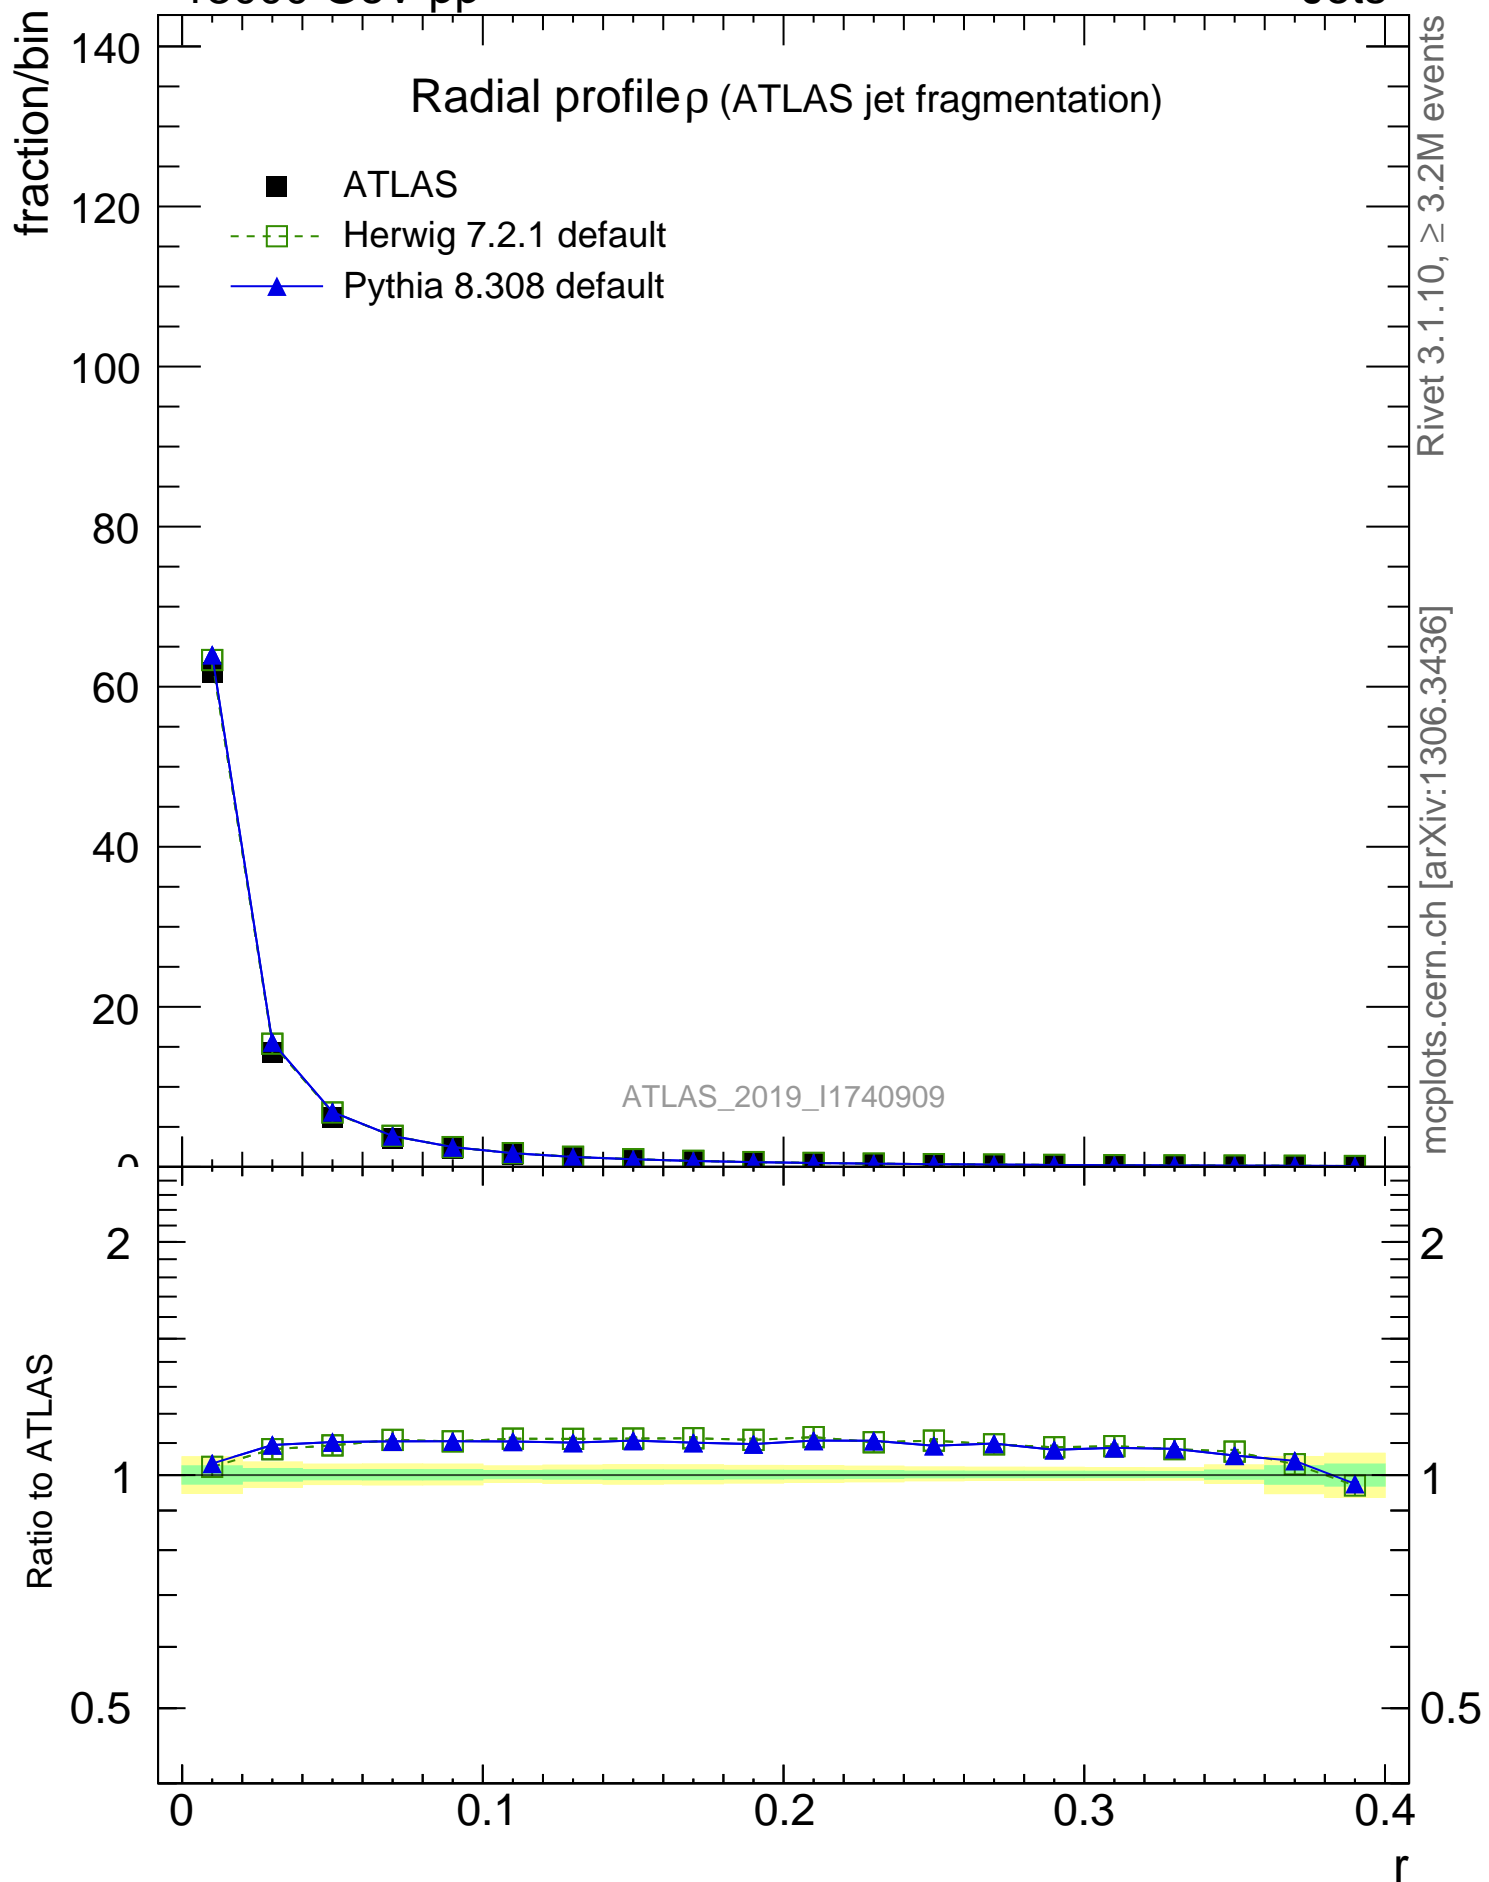 fraction/bin
140
120
100
80
60
40
20
0
Radial profile ρ (ATLAS jet fragmentation)
ATLAS
Herwig 7.2.1 default
Pythia 8.308 default
ATLAS_2019_I1740909
Rivet 3.1.10, ≥ 3.2M events
mcplots.cern.ch [arXiv:1306.3436]
Ratio to ATLAS
2
1
0.5
2
1
0.5
0
0.1
0.2
0.3
0.4
r